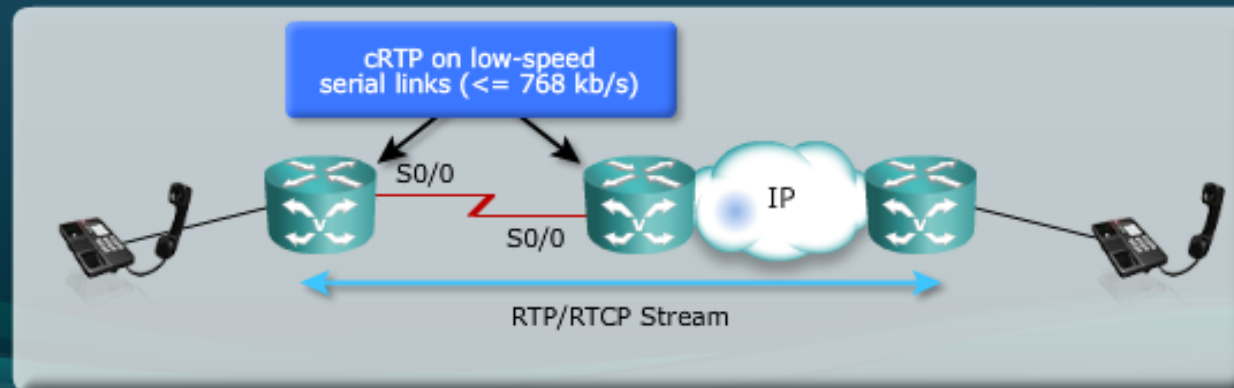 cRTP on low-speed
serial links (<= 768 kb/s)
S0/0
S0/0
IP
V
V
V
RTP/RTCP Stream